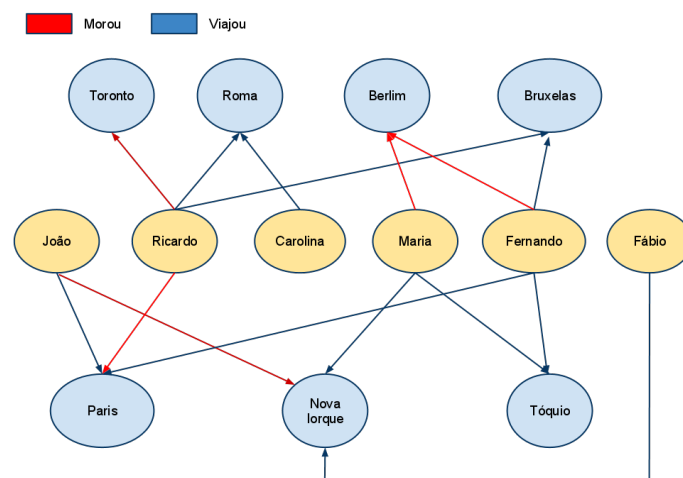 Morou
Viajou
Toronto
Roma
Berlim
Bruxelas
João
Ricardo
Carolina
Maria
Fernando
Fábio
Paris
Nova
Iorque
Tóquio